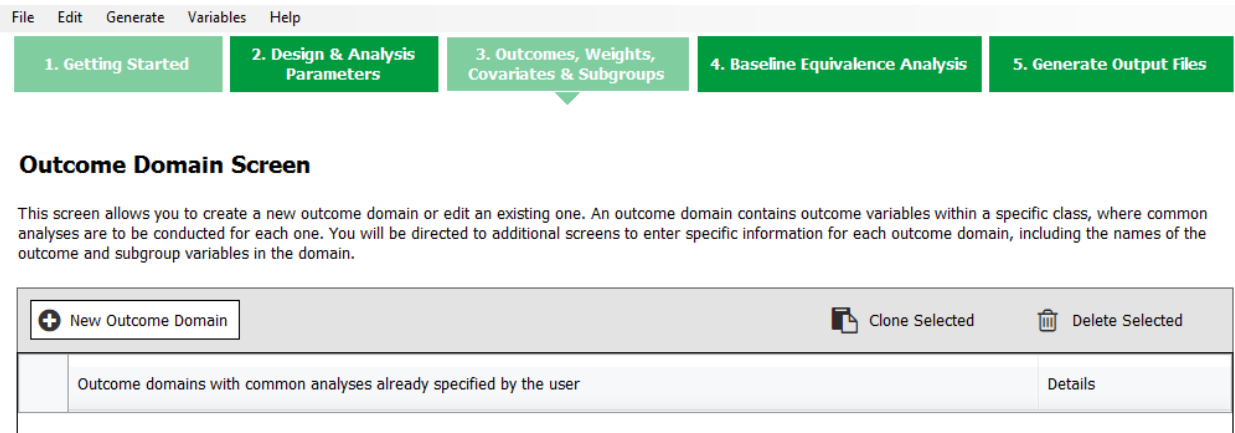 File Edit Generate Variables Help
1. Getting Started
2. Design & Analysis
Parameters
3. Outcomes, Weights,
Covariates & Subgroups
4. Baseline Equivalence Analysis
5. Generate Output Files
Outcome Domain Screen
This screen allows you to create a new outcome domain or edit an existing one. An outcome domain contains outcome variables within a specific class, where common
analyses are to be conducted for each one. You will be directed to additional screens to enter specific information for each outcome domain, including the names of the
outcome and subgroup variables in the domain.
New Outcome Domain
Clone Selected
Delete Selected
Outcome domains with common analyses already specified by the user
Details